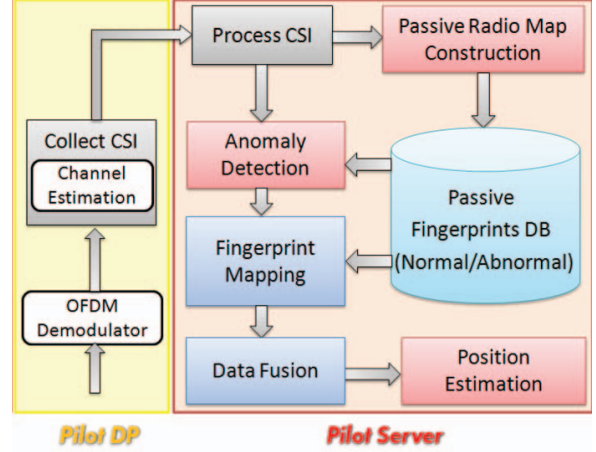 Process CSI
Passive Radio Map
Construction
Collect CSI
Channel
Estimation
Anomaly
Detection
Passive
Fingerprints DB
(Normal/Abnormal)
Fingerprint
Mapping
OFDM
Demodulator
Data Fusion
Position
Estimation
Pilot DP
Pilot Server